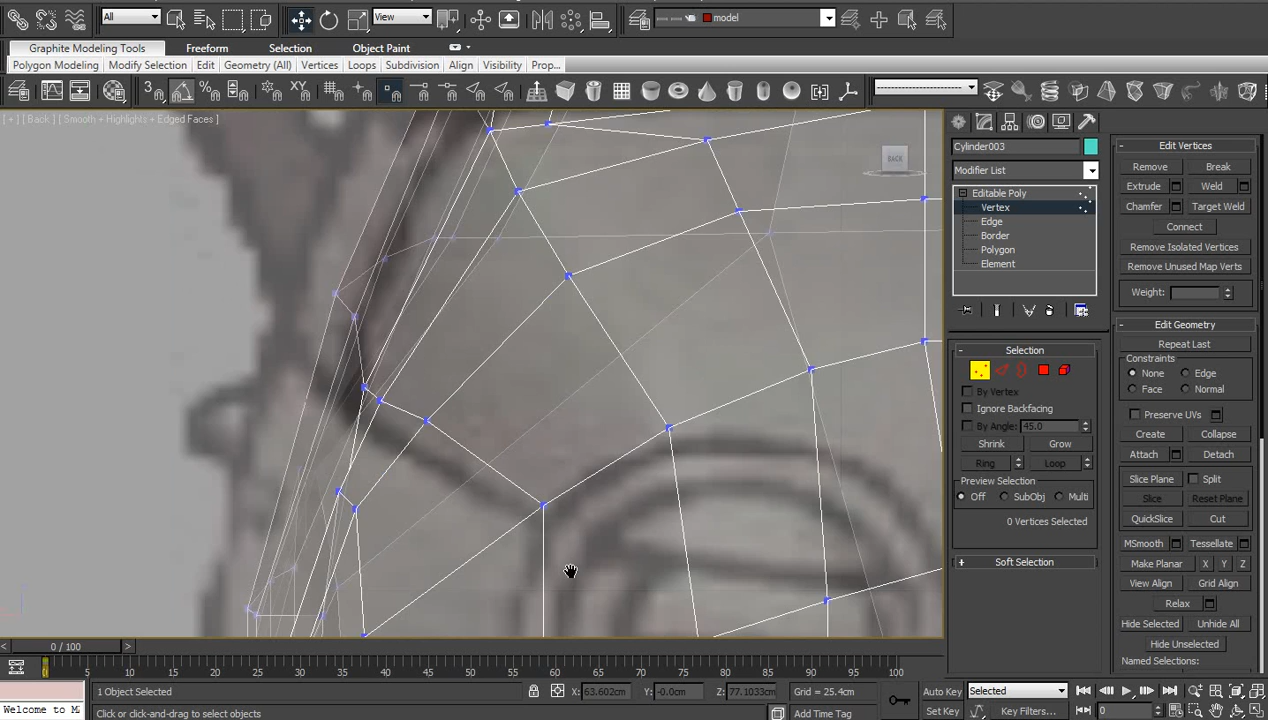 All
View
model
Graphite Modeling Tools Freeform Selection Object Paint
Polygon Modeling Modify Selection Edit Geometry (All) Vertices Loops Subdivision Align Visibility Prop...
3 % XY
[ + ] [ Back ] [ Smooth + Highlights + Edged Faces ]
BACK
Cylinder003
Modifier List
Editable Poly
Vertex
Edge
Border
Polygon
Element
- Selection
By Vertex
Ignore Backfacing
By Angle: 45.0
Shrink Grow
Ring Loop
Preview Selection
Off SubObj Multi
0 Vertices Selected
+ Soft Selection
- Edit Vertices
Remove Break
Extrude Weld
Chamfer Target Weld
Connect
Remove Isolated Vertices
Remove Unused Map Verts
Weight:
- Edit Geometry
Repeat Last
Constraints
None Edge
Face Normal
Preserve UVs
Create Collapse
Attach Detach
Slice Plane Split
Slice Reset Plane
QuickSlice Cut
MSmooth Tessellate
Make Planar X Y Z
View Align Grid Align
Relax
Hide Selected Unhide All
Hide Unselected
Named Selections:
< 0 / 100 >
0 5 10 15 20 25 30 35 40 45 50 55 60 65 70 75 80 85 90 95 100
1 Object Selected X: 63.602cm Y: -0.0cm Z: 77.1033cm Grid = 25.4cm Auto Key Selected
Welcome to M Click or click-and-drag to select objects Add Time Tag Set Key Key Filters... 0